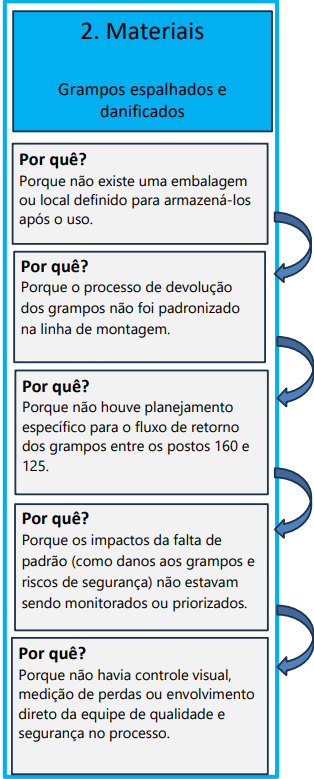 2. Materiais
Grampos espalhados e
danificados
Por quê?
Porque não existe uma embalagem
ou local definido para armazená-los
após o uso.
Por quê?
Porque o processo de devolução
dos grampos não foi padronizado
na linha de montagem.
Por quê?
Porque não houve planejamento
específico para o fluxo de retorno
dos grampos entre os postos 160 e
125.
Por quê?
Porque os impactos da falta de
padrão (como danos aos grampos e
riscos de segurança) não estavam
sendo monitorados ou priorizados.
Por quê?
Porque não havia controle visual,
medição de perdas ou envolvimento
direto da equipe de qualidade e
segurança no processo.